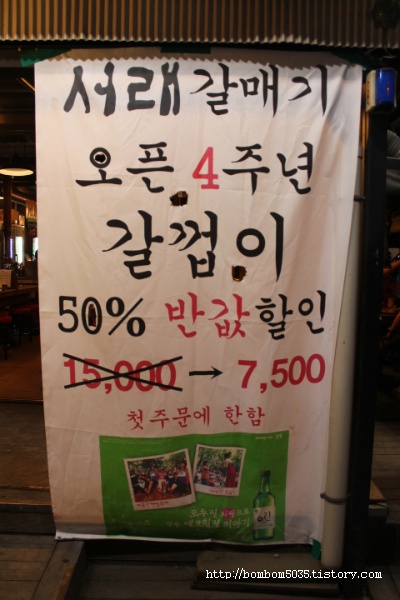 서래갈매기
오픈 4주년
갈껍이
50% 반값할인
15,000 → 7,500
첫주문에 한함
http://bombom5035.tistory.com